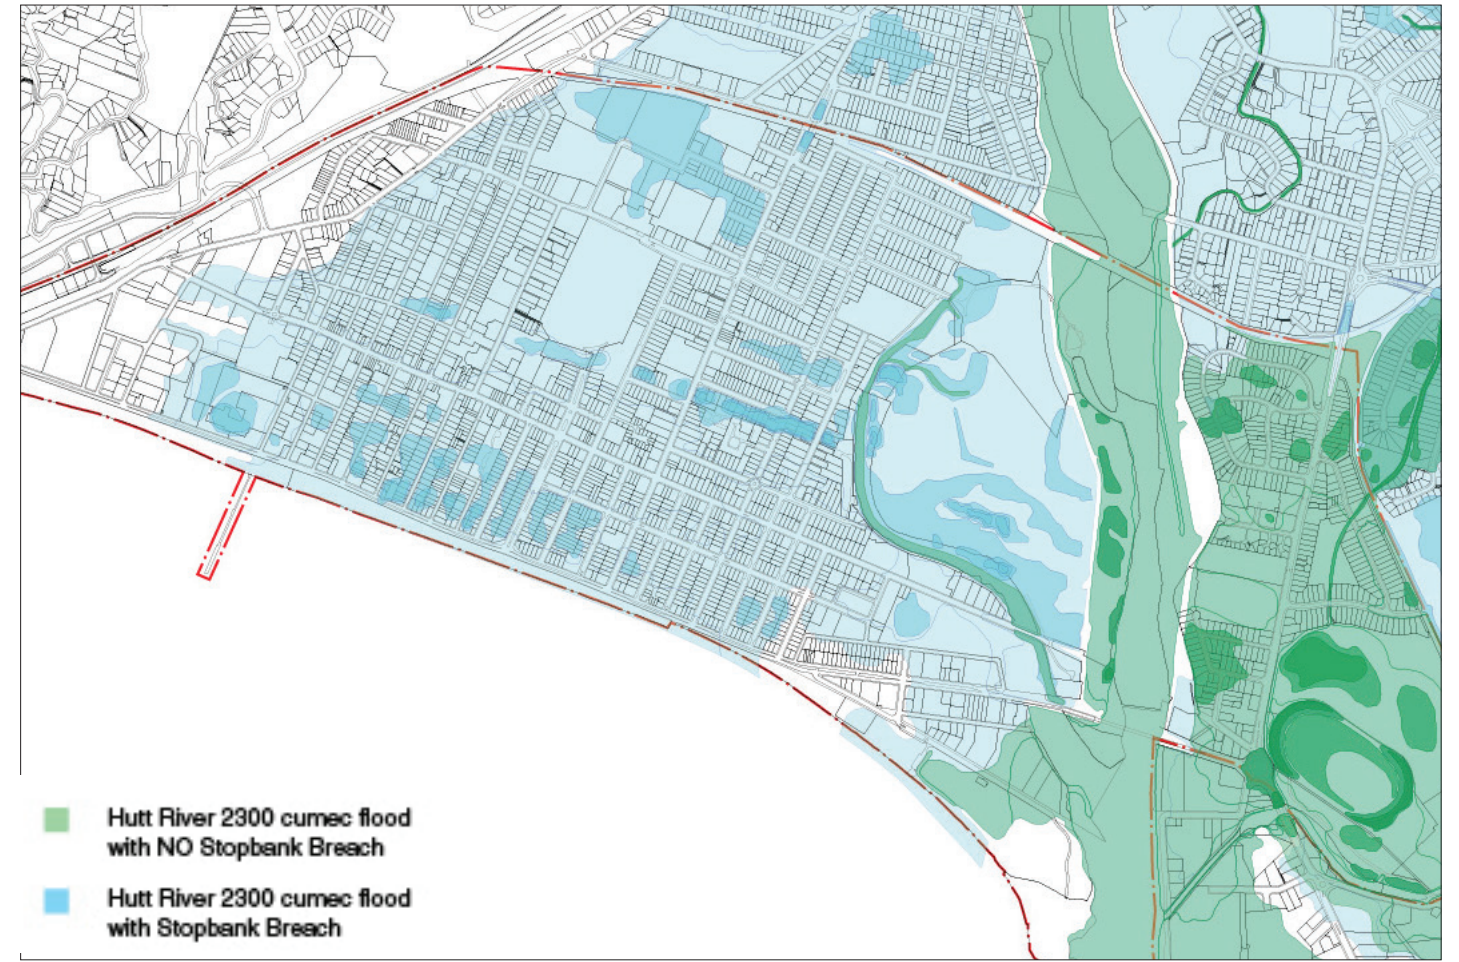 Hutt River 2300 cumec flood
with NO Stopbank Breach
Hutt River 2300 cumec flood
with Stopbank Breach